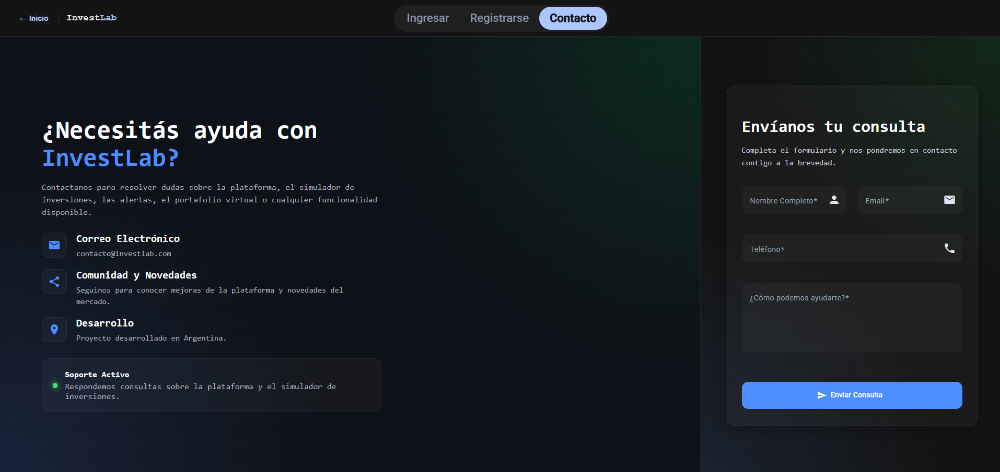 ← Inicio
InvestLab
Ingresar
Registrarse
Contacto
¿Necesitás ayuda con
InvestLab?
Contactanos para resolver dudas sobre la plataforma, el simulador de
inversiones, las alertas, el portafolio virtual o cualquier funcionalidad
disponible.
Correo Electrónico
contacto@investlab.com
Comunidad y Novedades
Seguinos para conocer mejoras de la plataforma y novedades del
mercado.
Desarrollo
Proyecto desarrollado en Argentina.
Soporte Activo
Respondemos consultas sobre la plataforma y el simulador de
inversiones.
Envíanos tu consulta
Completa el formulario y nos pondremos en contacto
contigo a la brevedad.
Nombre Completo*
Email*
Teléfono*
¿Cómo podemos ayudarte?*
Enviar Consulta